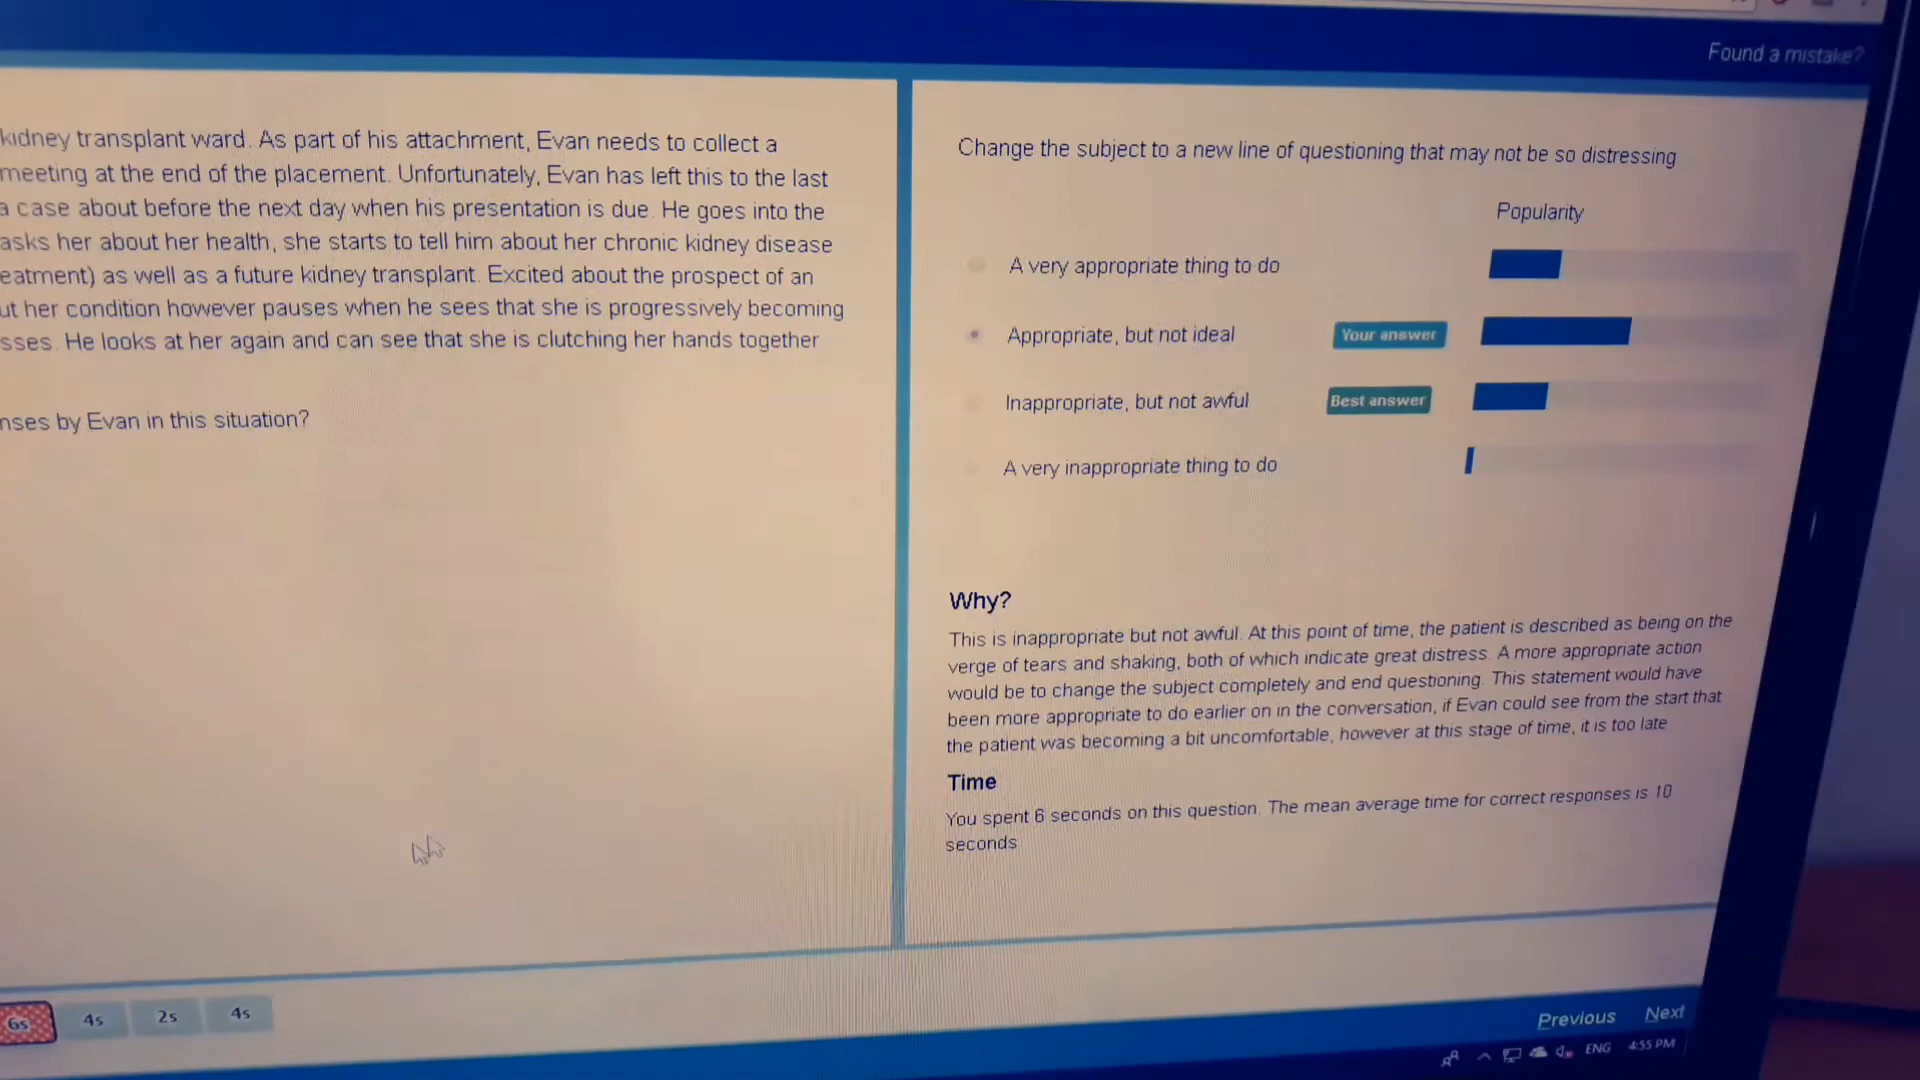 Found a mistake?
kidney transplant ward. As part of his attachment, Evan needs to collect a
meeting at the end of the placement. Unfortunately, Evan has left this to the last
a case about before the next day when his presentation is due. He goes into the
asks her about her health, she starts to tell him about her chronic kidney disease
eatment) as well as a future kidney transplant. Excited about the prospect of an
ut her condition however pauses when he sees that she is progressively becoming
sses. He looks at her again and can see that she is clutching her hands together
nses by Evan in this situation?
Change the subject to a new line of questioning that may not be so distressing
Popularity
A very appropriate thing to do
Appropriate, but not ideal Your answer
Inappropriate, but not awful Best answer
A very inappropriate thing to do
Why?
This is inappropriate but not awful. At this point of time, the patient is described as being on the
verge of tears and shaking, both of which indicate great distress. A more appropriate action
would be to change the subject completely and end questioning. This statement would have
been more appropriate to do earlier on in the conversation, if Evan could see from the start that
the patient was becoming a bit uncomfortable, however at this stage of time, it is too late
Time
You spent 6 seconds on this question. The mean average time for correct responses is 10
seconds
6s 4s 2s 4s
Previous Next
ENG 4:55 PM